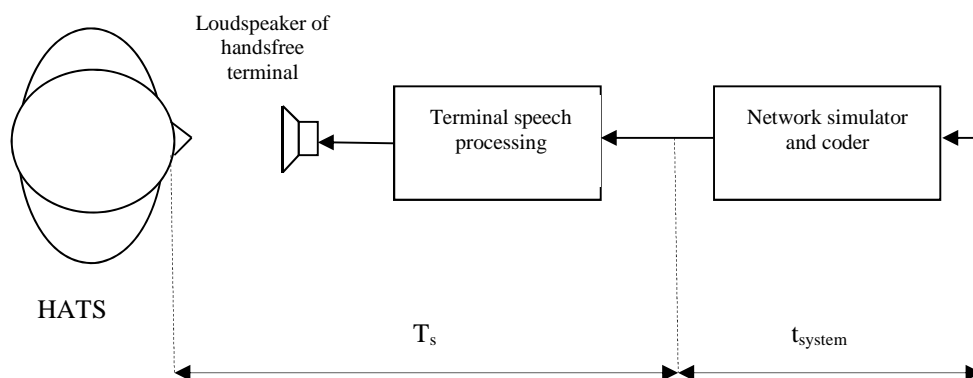 Loudspeaker of
handsfree
terminal
Terminal speech
processing
Network simulator
and coder
HATS
Ts
tsystem